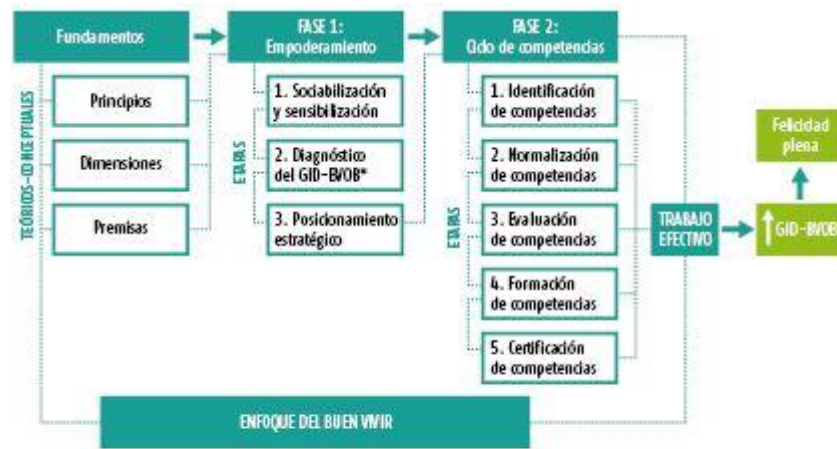 Fundamentos
TEÓRICOS-CONCEPTUALES
Principios
Dimensiones
Premisas
FASE 1:
Empoderamiento
ETAPAS
1. Sociabilización
y sensibilización
2. Diagnóstico
del GID-BVOB*
3. Posicionamiento
estratégico
FASE 2:
Ciclo de competencias
ETAPAS
1. Identificación
de competencias
2. Normalización
de competencias
3. Evaluación
de competencias
4. Formación
de competencias
5. Certificación
de competencias
TRABAJO
EFECTIVO
Felicidad
plena
GID-BVOB
ENFOQUE DEL BUEN VIVIR